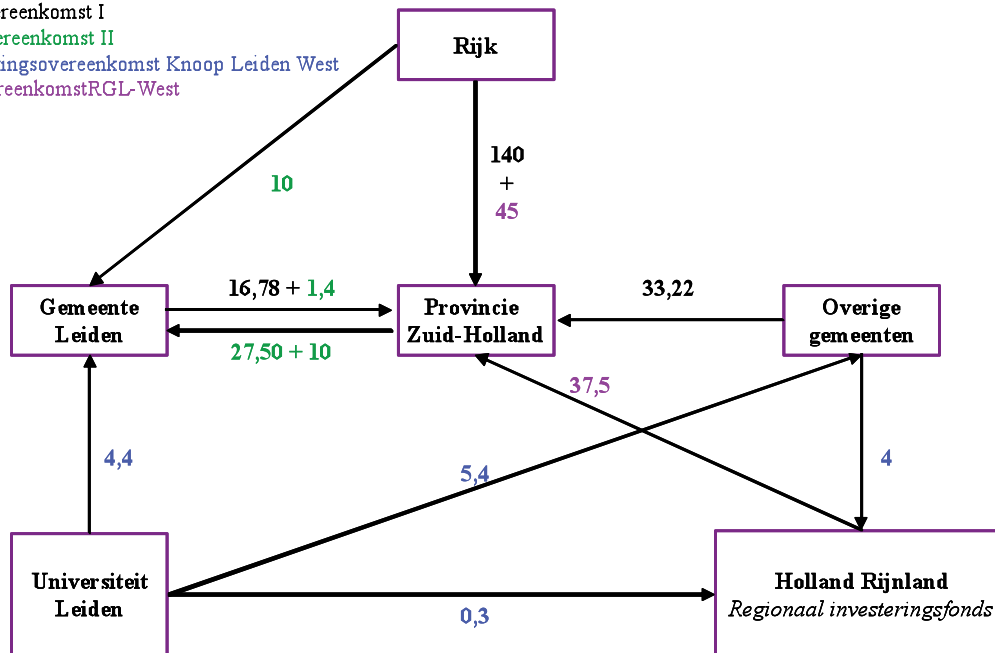 ereenkomst I
ereenkomst II
ingsovereenkomst Knoop Leiden West
reenkomstRGL-West
Rijk
140
+
45
10
16,78 + 1,4
33,22
Gemeente
Leiden
Provincie
Zuid-Holland
Overige
gemeenten
27,50 + 10
37,5
4,4
5,4
4
Universiteit
Leiden
Holland Rijnland
Regionaal investeringsfonds
0,3